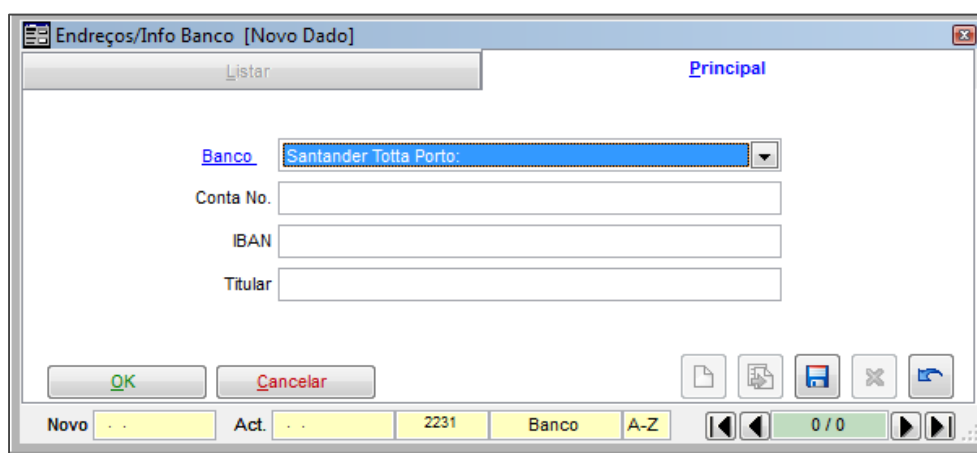 Endreços/Info Banco [Novo Dado]
Listar
Principal
Banco
Santander Totta Porto:
Conta No.
IBAN
Titular
OK
Cancelar
Novo . . Act. . . 2231 Banco A-Z 0 / 0